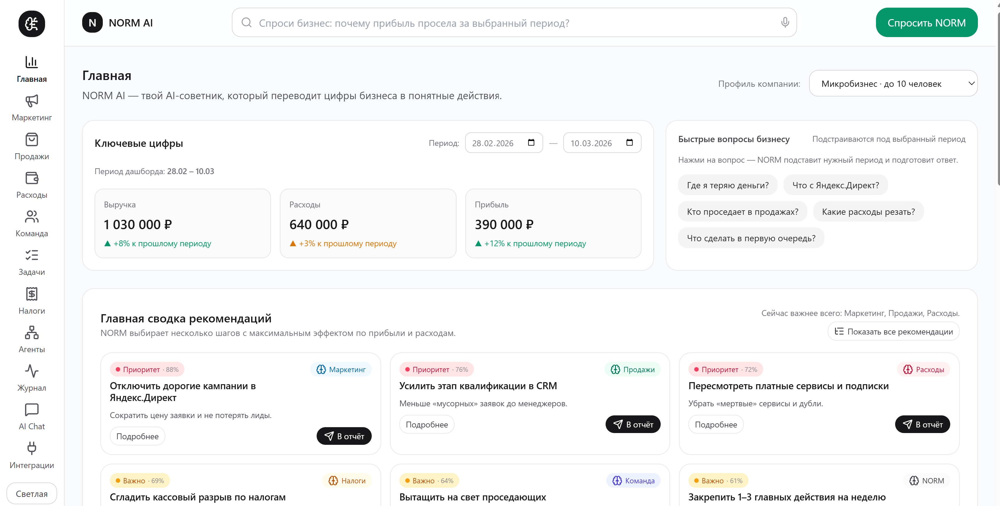 N NORM AI
Спроси бизнес: почему прибыль просела за выбранный период?
Спросить NORM
Главная
Маркетинг
Продажи
Расходы
Команда
Задачи
Налоги
Агенты
Журнал
AI Chat
Интеграции
Светлая
Главная
NORM AI — твой AI-советник, который переводит цифры бизнеса в понятные действия.
Профиль компании: Микробизнес · до 10 человек
Ключевые цифры
Период: 28.02.2026 — 10.03.2026
Период дашборда: 28.02 – 10.03
Выручка
1 030 000 ₽
▲ +8% к прошлому периоду
Расходы
640 000 ₽
▲ +3% к прошлому периоду
Прибыль
390 000 ₽
▲ +12% к прошлому периоду
Быстрые вопросы бизнесу
Подстраиваются под выбранный период
Нажми на вопрос — NORM подставит нужный период и подготовит ответ.
Где я теряю деньги?
Что с Яндекс.Директ?
Кто проседает в продажах?
Какие расходы резать?
Что сделать в первую очередь?
Главная сводка рекомендаций
NORM выбирает несколько шагов с максимальным эффектом по прибыли и расходам.
Сейчас важнее всего: Маркетинг, Продажи, Расходы.
Показать все рекомендации
Приоритет · 88%
Маркетинг
Отключить дорогие кампании в
Яндекс.Директ
Сократить цену заявки и не потерять лиды.
Подробнее
В отчёт
Приоритет · 76%
Продажи
Усилить этап квалификации в CRM
Меньше «мусорных» заявок до менеджеров.
Подробнее
В отчёт
Приоритет · 72%
Расходы
Пересмотреть платные сервисы и подписки
Убрать «мертвые» сервисы и дубли.
Подробнее
В отчёт
Важно · 69%
Налоги
Сгладить кассовый разрыв по налогам
Важно · 64%
Команда
Вытащить на свет проседающих
Важно · 61%
NORM
Закрепить 1–3 главных действия на неделю